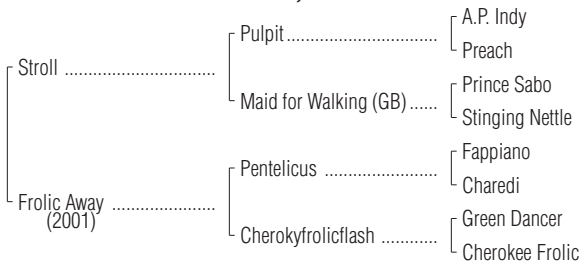 A.P. Indy
Pulpit
Preach
Stroll
Prince Sabo
Maid for Walking (GB)
Stinging Nettle
Fappiano
Pentelicus
Charedi
Frolic Away
(2001)
Green Dancer
Cherokyfrolicflash
Cherokee Frolic